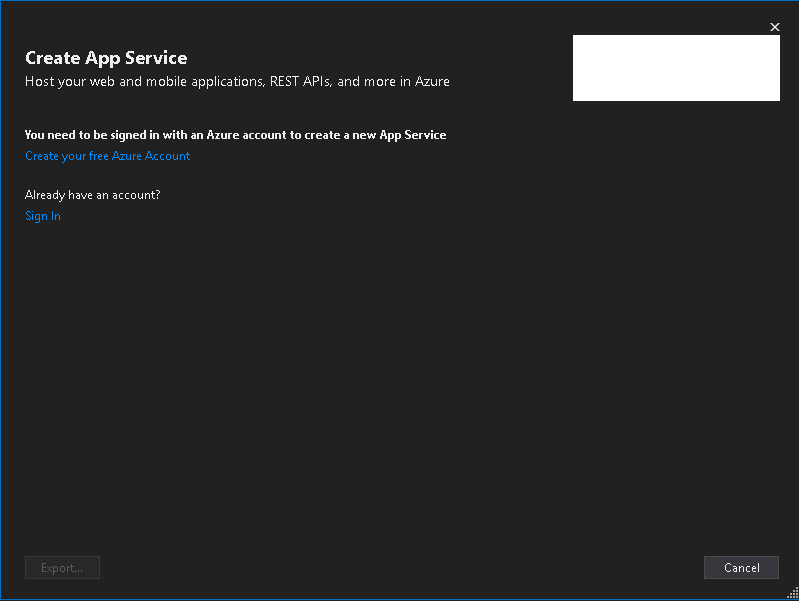 Create App Service
Host your web and mobile applications, REST APIs, and more in Azure
You need to be signed in with an Azure account to create a new App Service
Create your free Azure Account
Already have an account?
Sign In
Export...
Cancel